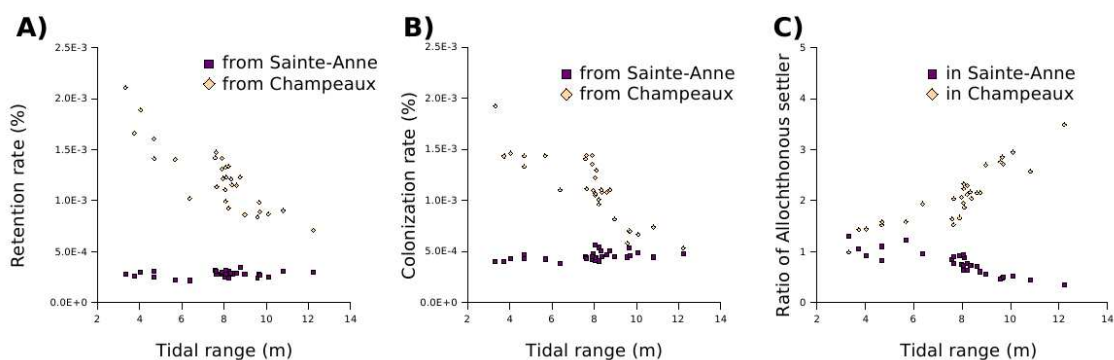 A)
Retention rate (%)
2.5E-3
2.0E-3
1.5E-3
1.0E-3
5.0E-4
0.0E+0
from Sainte-Anne
from Champeaux
2 4 6 8 10 12 14
Tidal range (m)
B)
Colonization rate (%)
2.5E-3
2.0E-3
1.5E-3
1.0E-3
5.0E-4
0.0E+0
from Sainte-Anne
from Champeaux
2 4 6 8 10 12 14
Tidal range (m)
C)
Ratio of Allochthonous settler
5
4
3
2
1
0
in Sainte-Anne
in Champeaux
2 4 6 8 10 12 14
Tidal range (m)